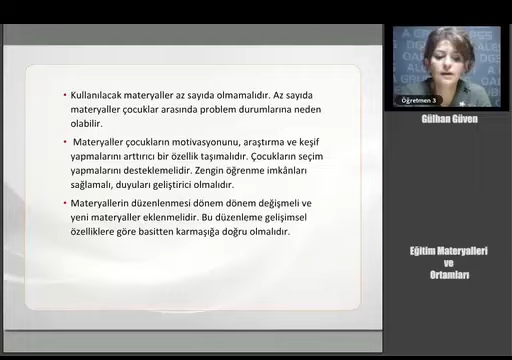 • Kullanılacak materyaller az sayıda olmamalıdır. Az sayıda
materyaller çocuklar arasında problem durumlarına neden
olabilir.
• Materyaller çocukların motivasyonunu, araştırma ve keşif
yapmalarını arttırıcı bir özellik taşımalıdır. Çocukların seçim
yapmalarını desteklemelidir. Zengin öğrenme imkânları
sağlamalı, duyuları geliştirici olmalıdır.
• Materyallerin düzenlenmesi dönem dönem değişmeli ve
yeni materyaller eklenmelidir. Bu düzenleme gelişimsel
özelliklere göre basitten karmaşığa doğru olmalıdır.
Öğretmen 3
Gülhan Güven
Eğitim Materyalleri
ve
Ortamları